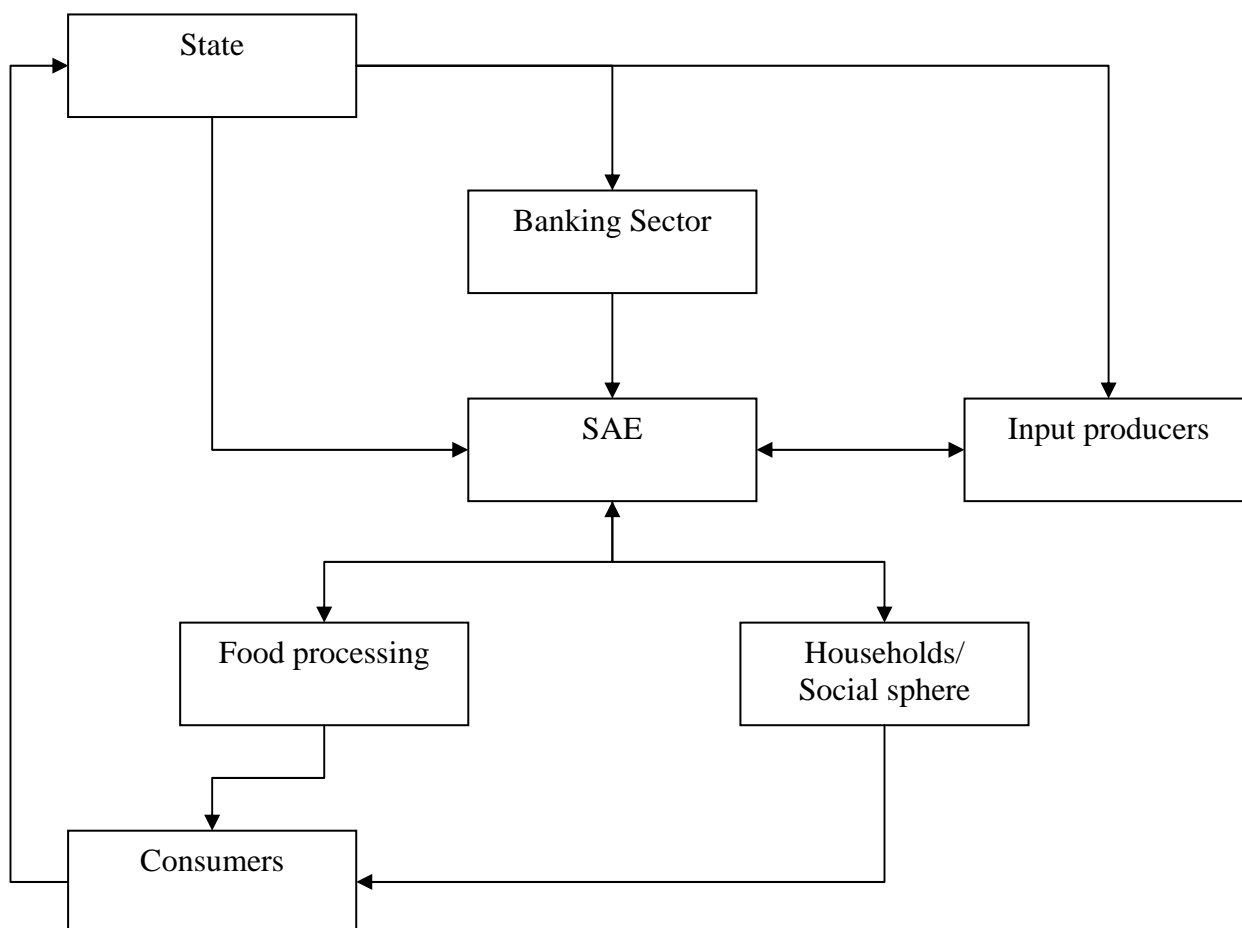 State
Banking Sector
SAE
Input producers
Food processing
Households/
Social sphere
Consumers